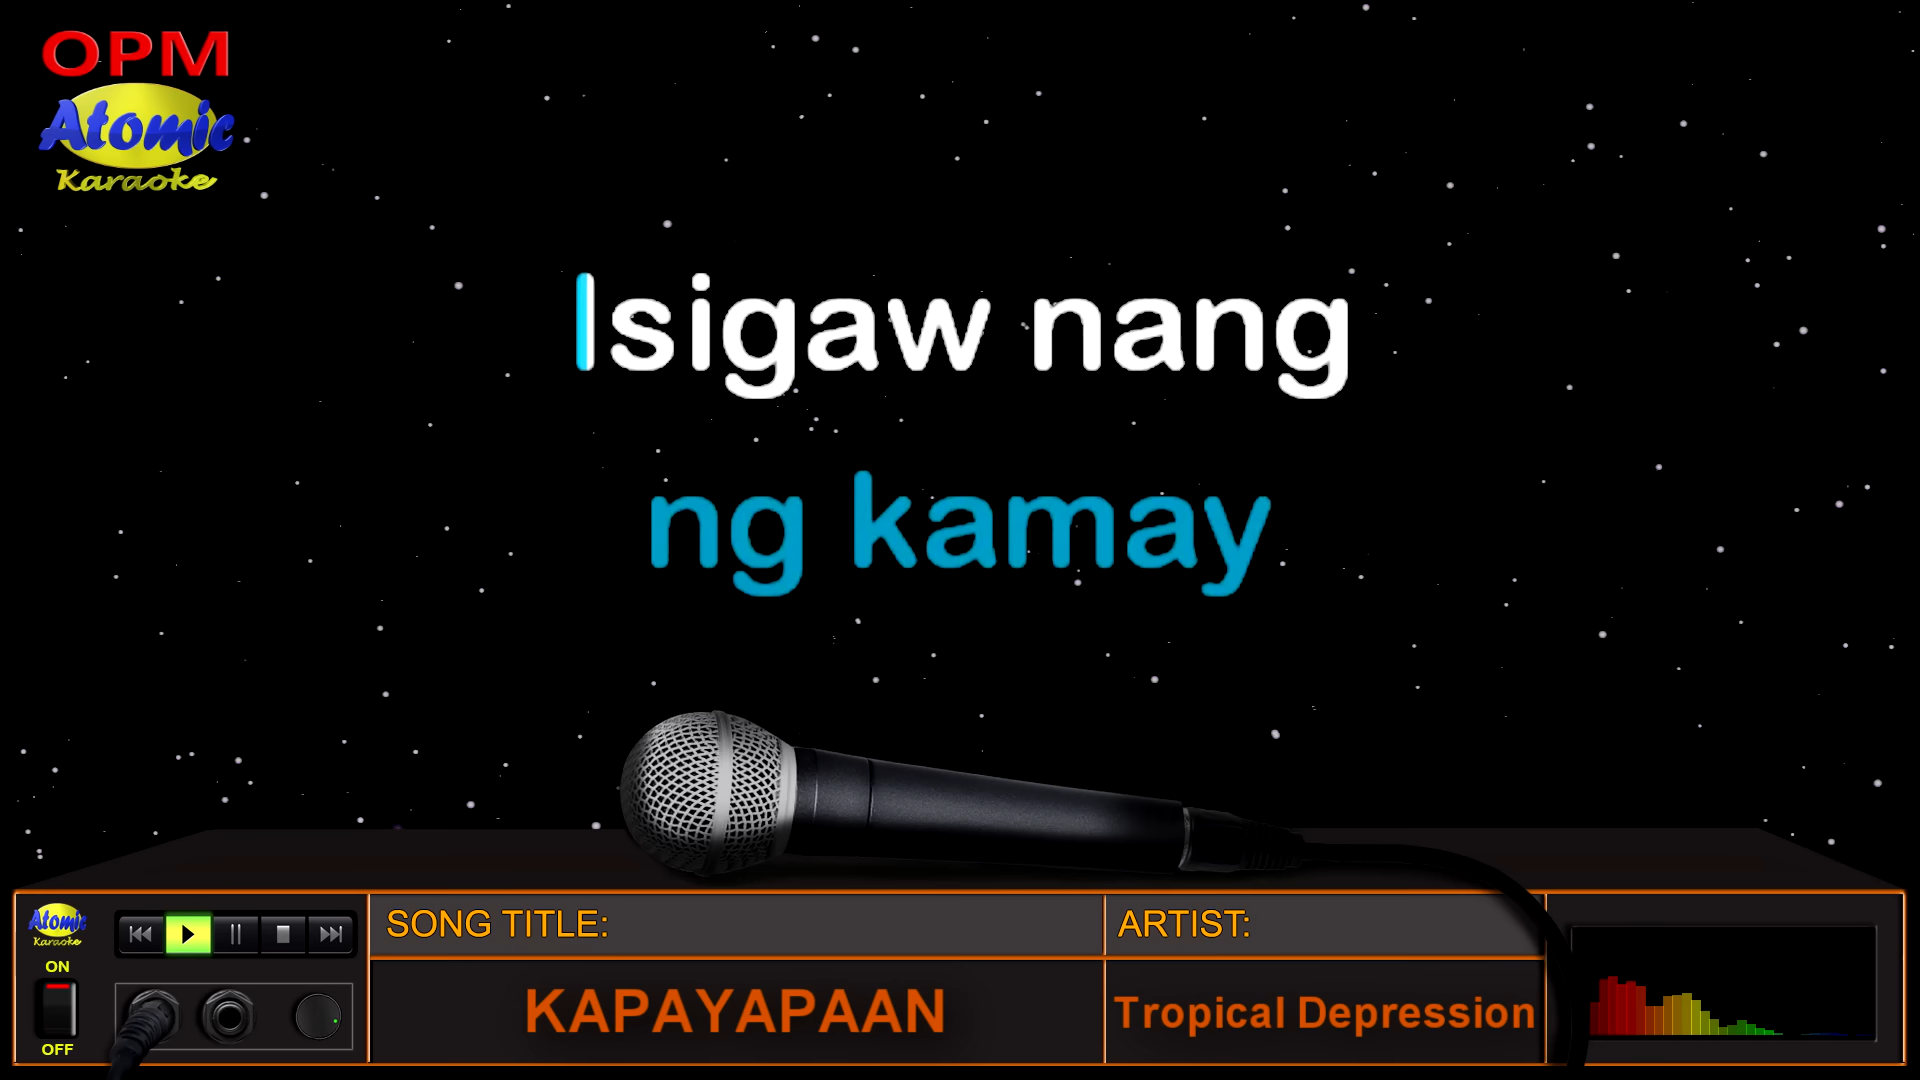 OPM
Atomic
Karaoke
Isigaw nang
ng kamay
Atomic
Karaoke
ON
OFF
SONG TITLE:
KAPAYAPAAN
ARTIST:
Tropical Depression